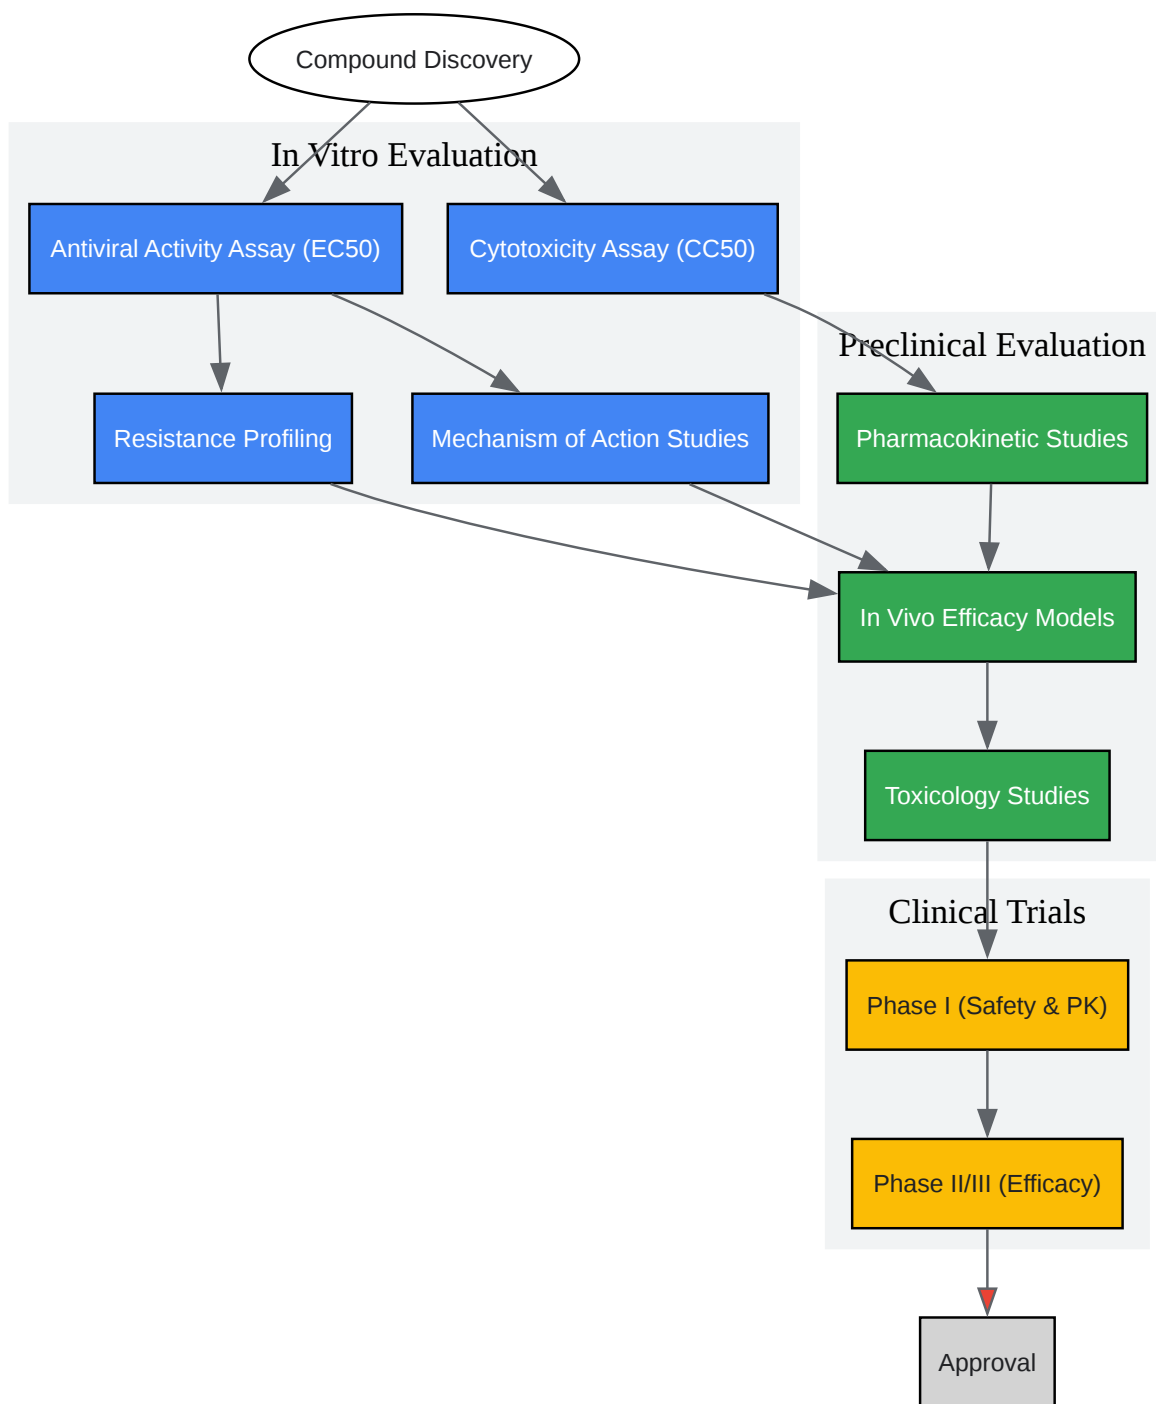 Compound Discovery
In Vitro Evaluation
Antiviral Activity Assay (EC50)
Cytotoxicity Assay (CC50)
Preclinical Evaluation
Resistance Profiling
Mechanism of Action Studies
Pharmacokinetic Studies
In Vivo Efficacy Models
Toxicology Studies
Clinical Trials
Phase I (Safety & PK)
Phase II/III (Efficacy)
Approval